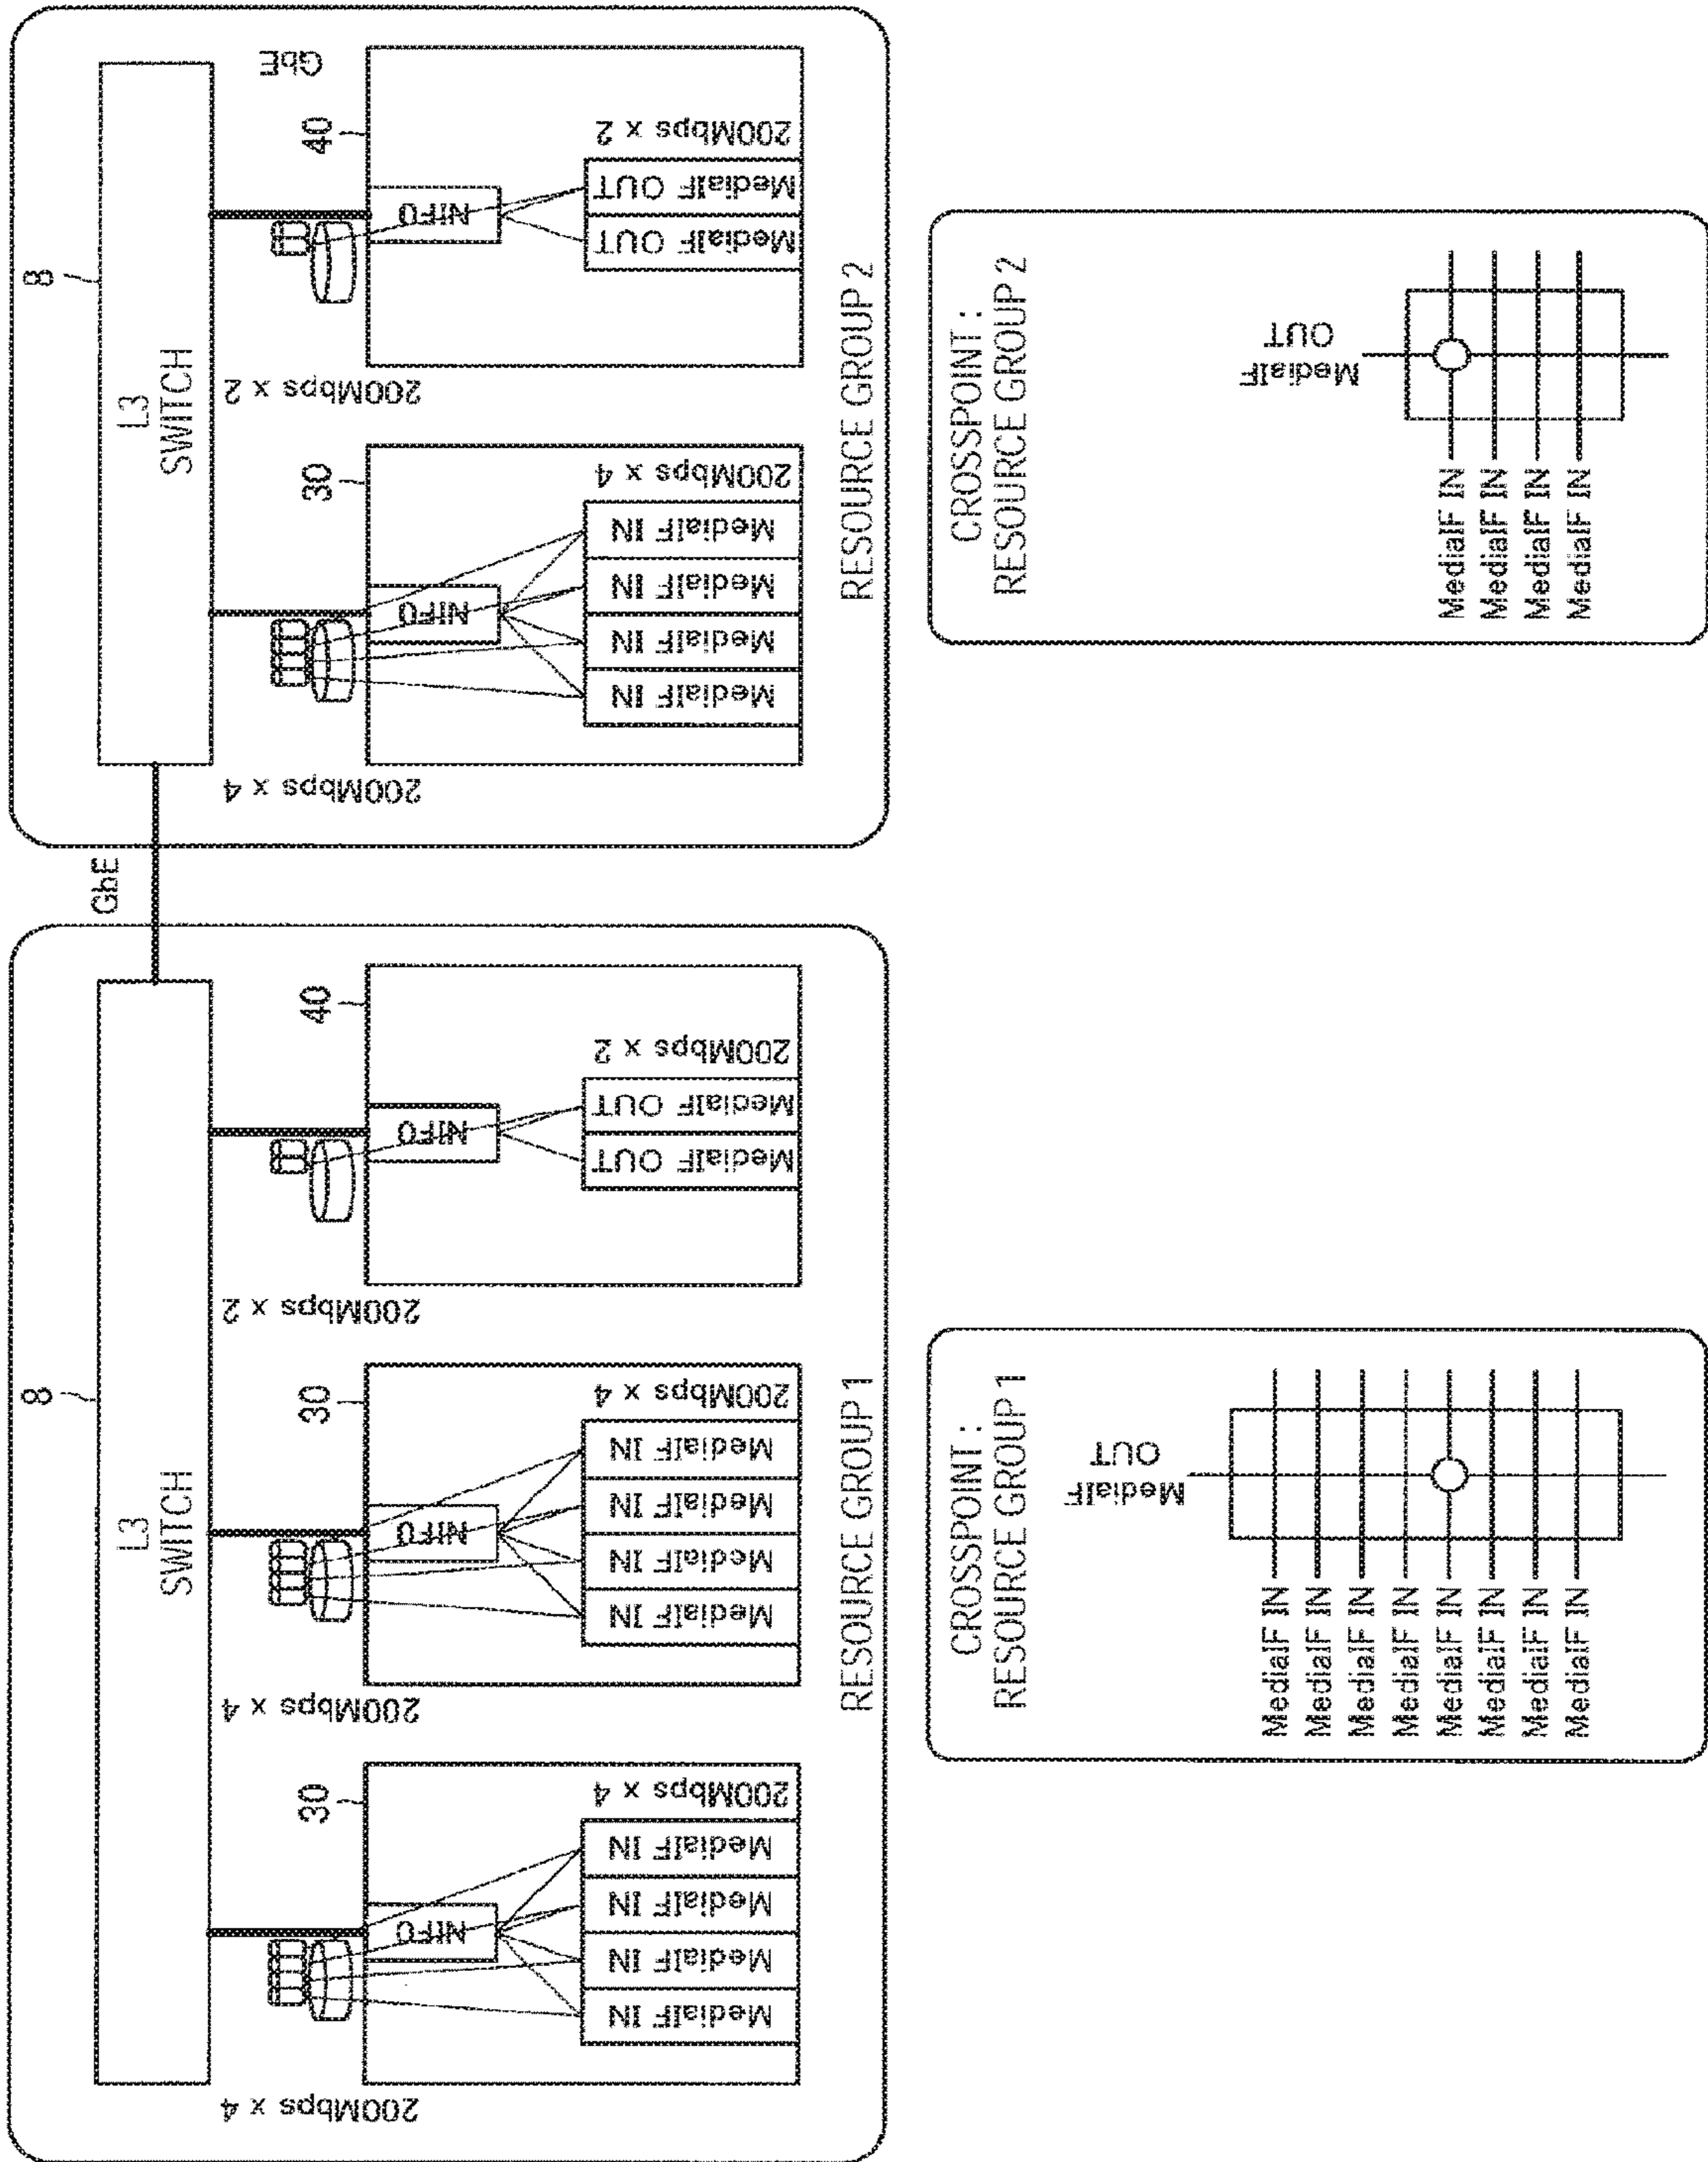 8
L3
SWITCH
30
200Mbps x 4
NIF0
MediaIF IN
MediaIF IN
MediaIF IN
MediaIF IN
200Mbps x 4
30
200Mbps x 4
NIF0
MediaIF IN
MediaIF IN
MediaIF IN
MediaIF IN
200Mbps x 4
40
200Mbps x 2
NIF0
MediaIF OUT
MediaIF OUT
200Mbps x 2
RESOURCE GROUP 1
GbE
8
L3
SWITCH
GbE
30
200Mbps x 4
NIF0
MediaIF IN
MediaIF IN
MediaIF IN
MediaIF IN
200Mbps x 4
40
200Mbps x 2
NIF0
MediaIF OUT
MediaIF OUT
200Mbps x 2
RESOURCE GROUP 2
CROSSPOINT :
RESOURCE GROUP 1
MediaIF
OUT
MediaIF IN
MediaIF IN
MediaIF IN
MediaIF IN
MediaIF IN
MediaIF IN
MediaIF IN
MediaIF IN
CROSSPOINT :
RESOURCE GROUP 2
MediaIF
OUT
MediaIF IN
MediaIF IN
MediaIF IN
MediaIF IN